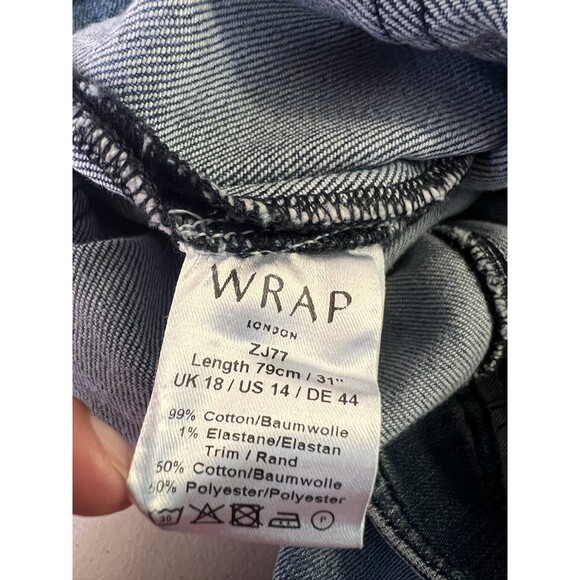 WRAP
LONDON
ZJ77
Length 79cm / 31"
UK 18 / US 14 / DE 44
99% Cotton/Baumwolle
1% Elastane/Elastan
Trim / Rand
50% Cotton/Baumwolle
50% Polyester/Polyester
30 P